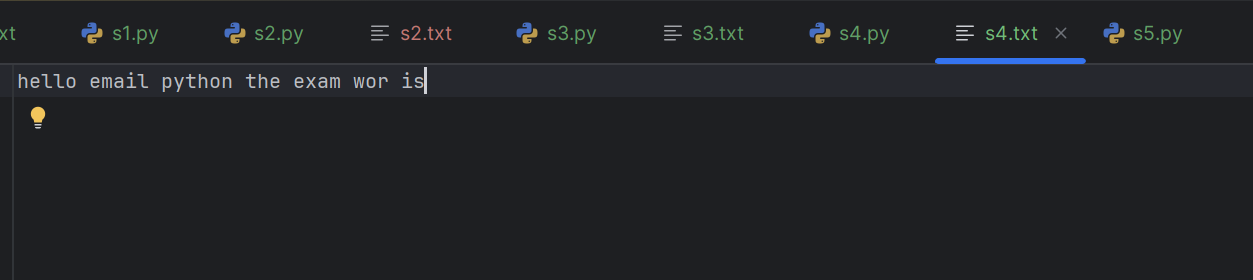 xt s1.py s2.py s2.txt s3.py s3.txt s4.py s4.txt s5.py
hello email python the exam wor is